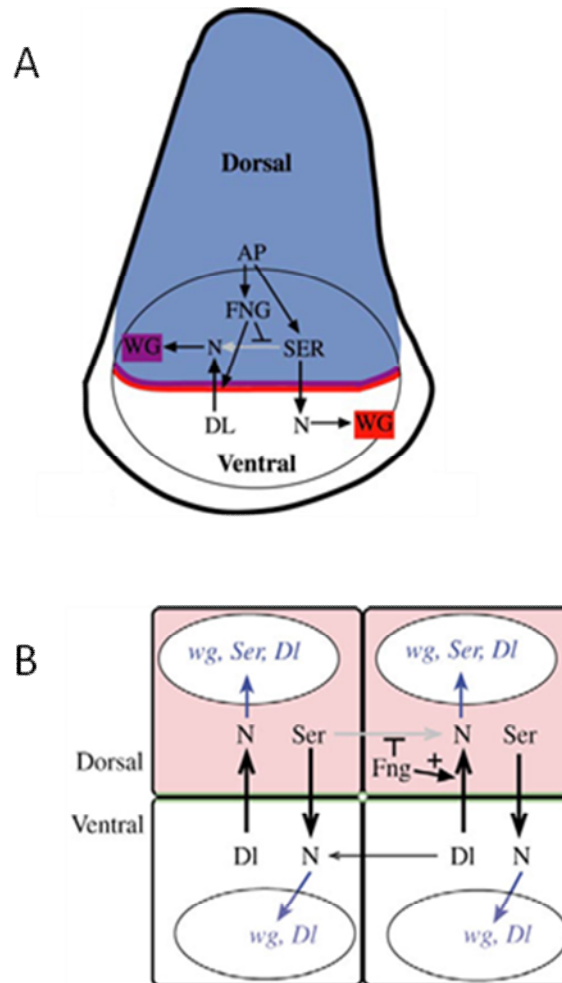 A
Dorsal
AP
FNG
WG N SER
DL N WG
Ventral
B
wg, Ser, Dl wg, Ser, Dl
N Ser N Ser
Dorsal Fng +
Ventral
Dl N Dl N
wg, Dl wg, Dl